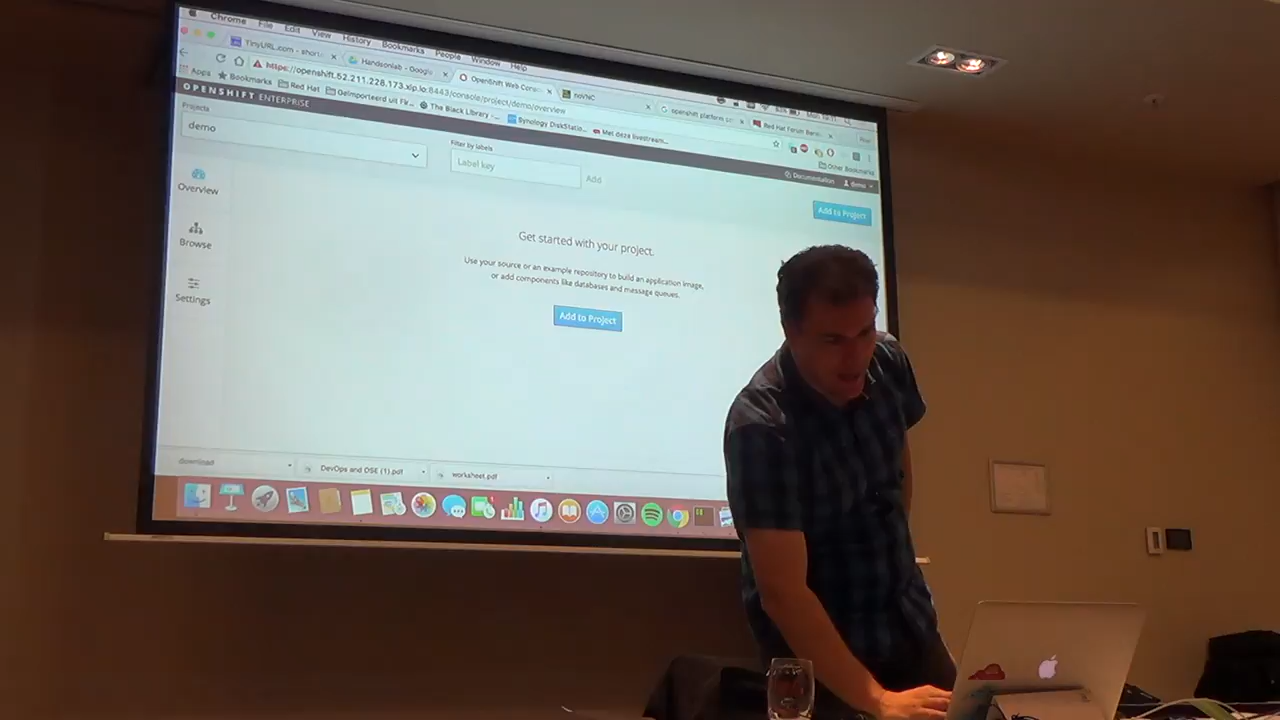 Chrome File Edit View History Bookmarks People Window Help
TinyURL.com - short Handsonlab - Google OpenShift Web Conso noVNC openshift platform Red Hat Forum
https://openshift.52.211.228.173.xip.io:8443/console/project/demo/overview
Apps Bookmarks Red Hat Geïmporteerd uit Fir... The Black Library -... Synology DiskStatio... Met deze livestream...
Other Bookmarks
OPENSHIFT ENTERPRISE
Documentation demo
Projects
demo
Filter by labels
Label key
Add
Add to Project
Overview
Browse
Settings
Get started with your project.
Use your source or an example repository to build an application image,
or add components like databases and message queues.
Add to Project
download
DevOps and OSE (1).pdf
worksheet.pdf